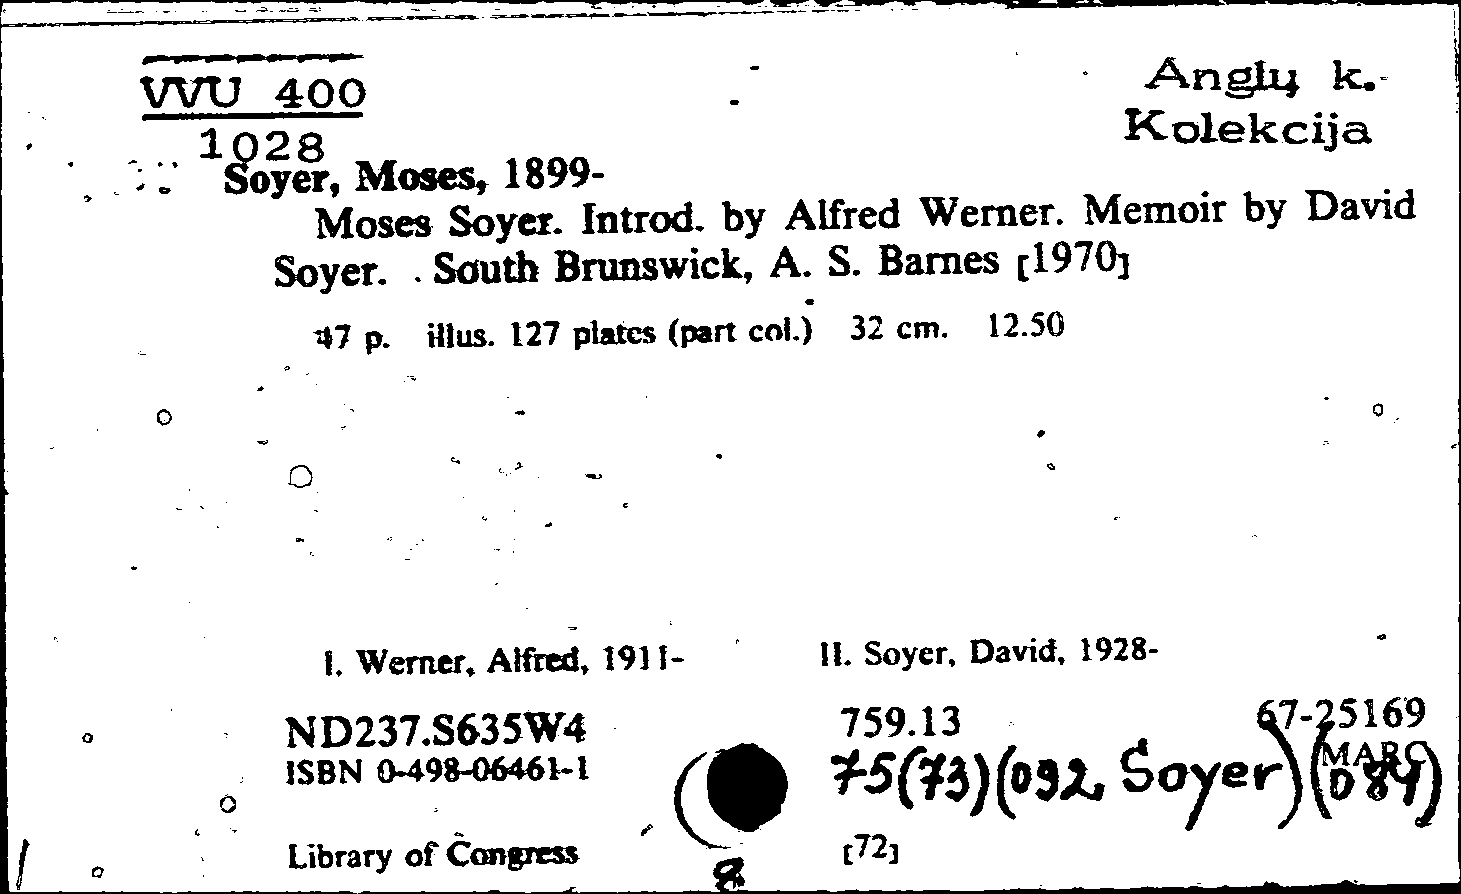 VVU 400
1028
Anglų k.
Kolekcija
Soyer, Moses, 1899-
Moses Soyer. Introd. by Alfred Werner. Memoir by David
Soyer. South Brunswick, A. S. Barnes [1970]
47 p. illus. 127 plates (part col.) 32 cm. 12.50
I. Werner, Alfred, 1911- II. Soyer, David, 1928-
ND237.S635W4 759.13 67-25169
ISBN 0-498-06461-1 MARC
75(73)(092 Soyer)(084)
Library of Congress [72]
8